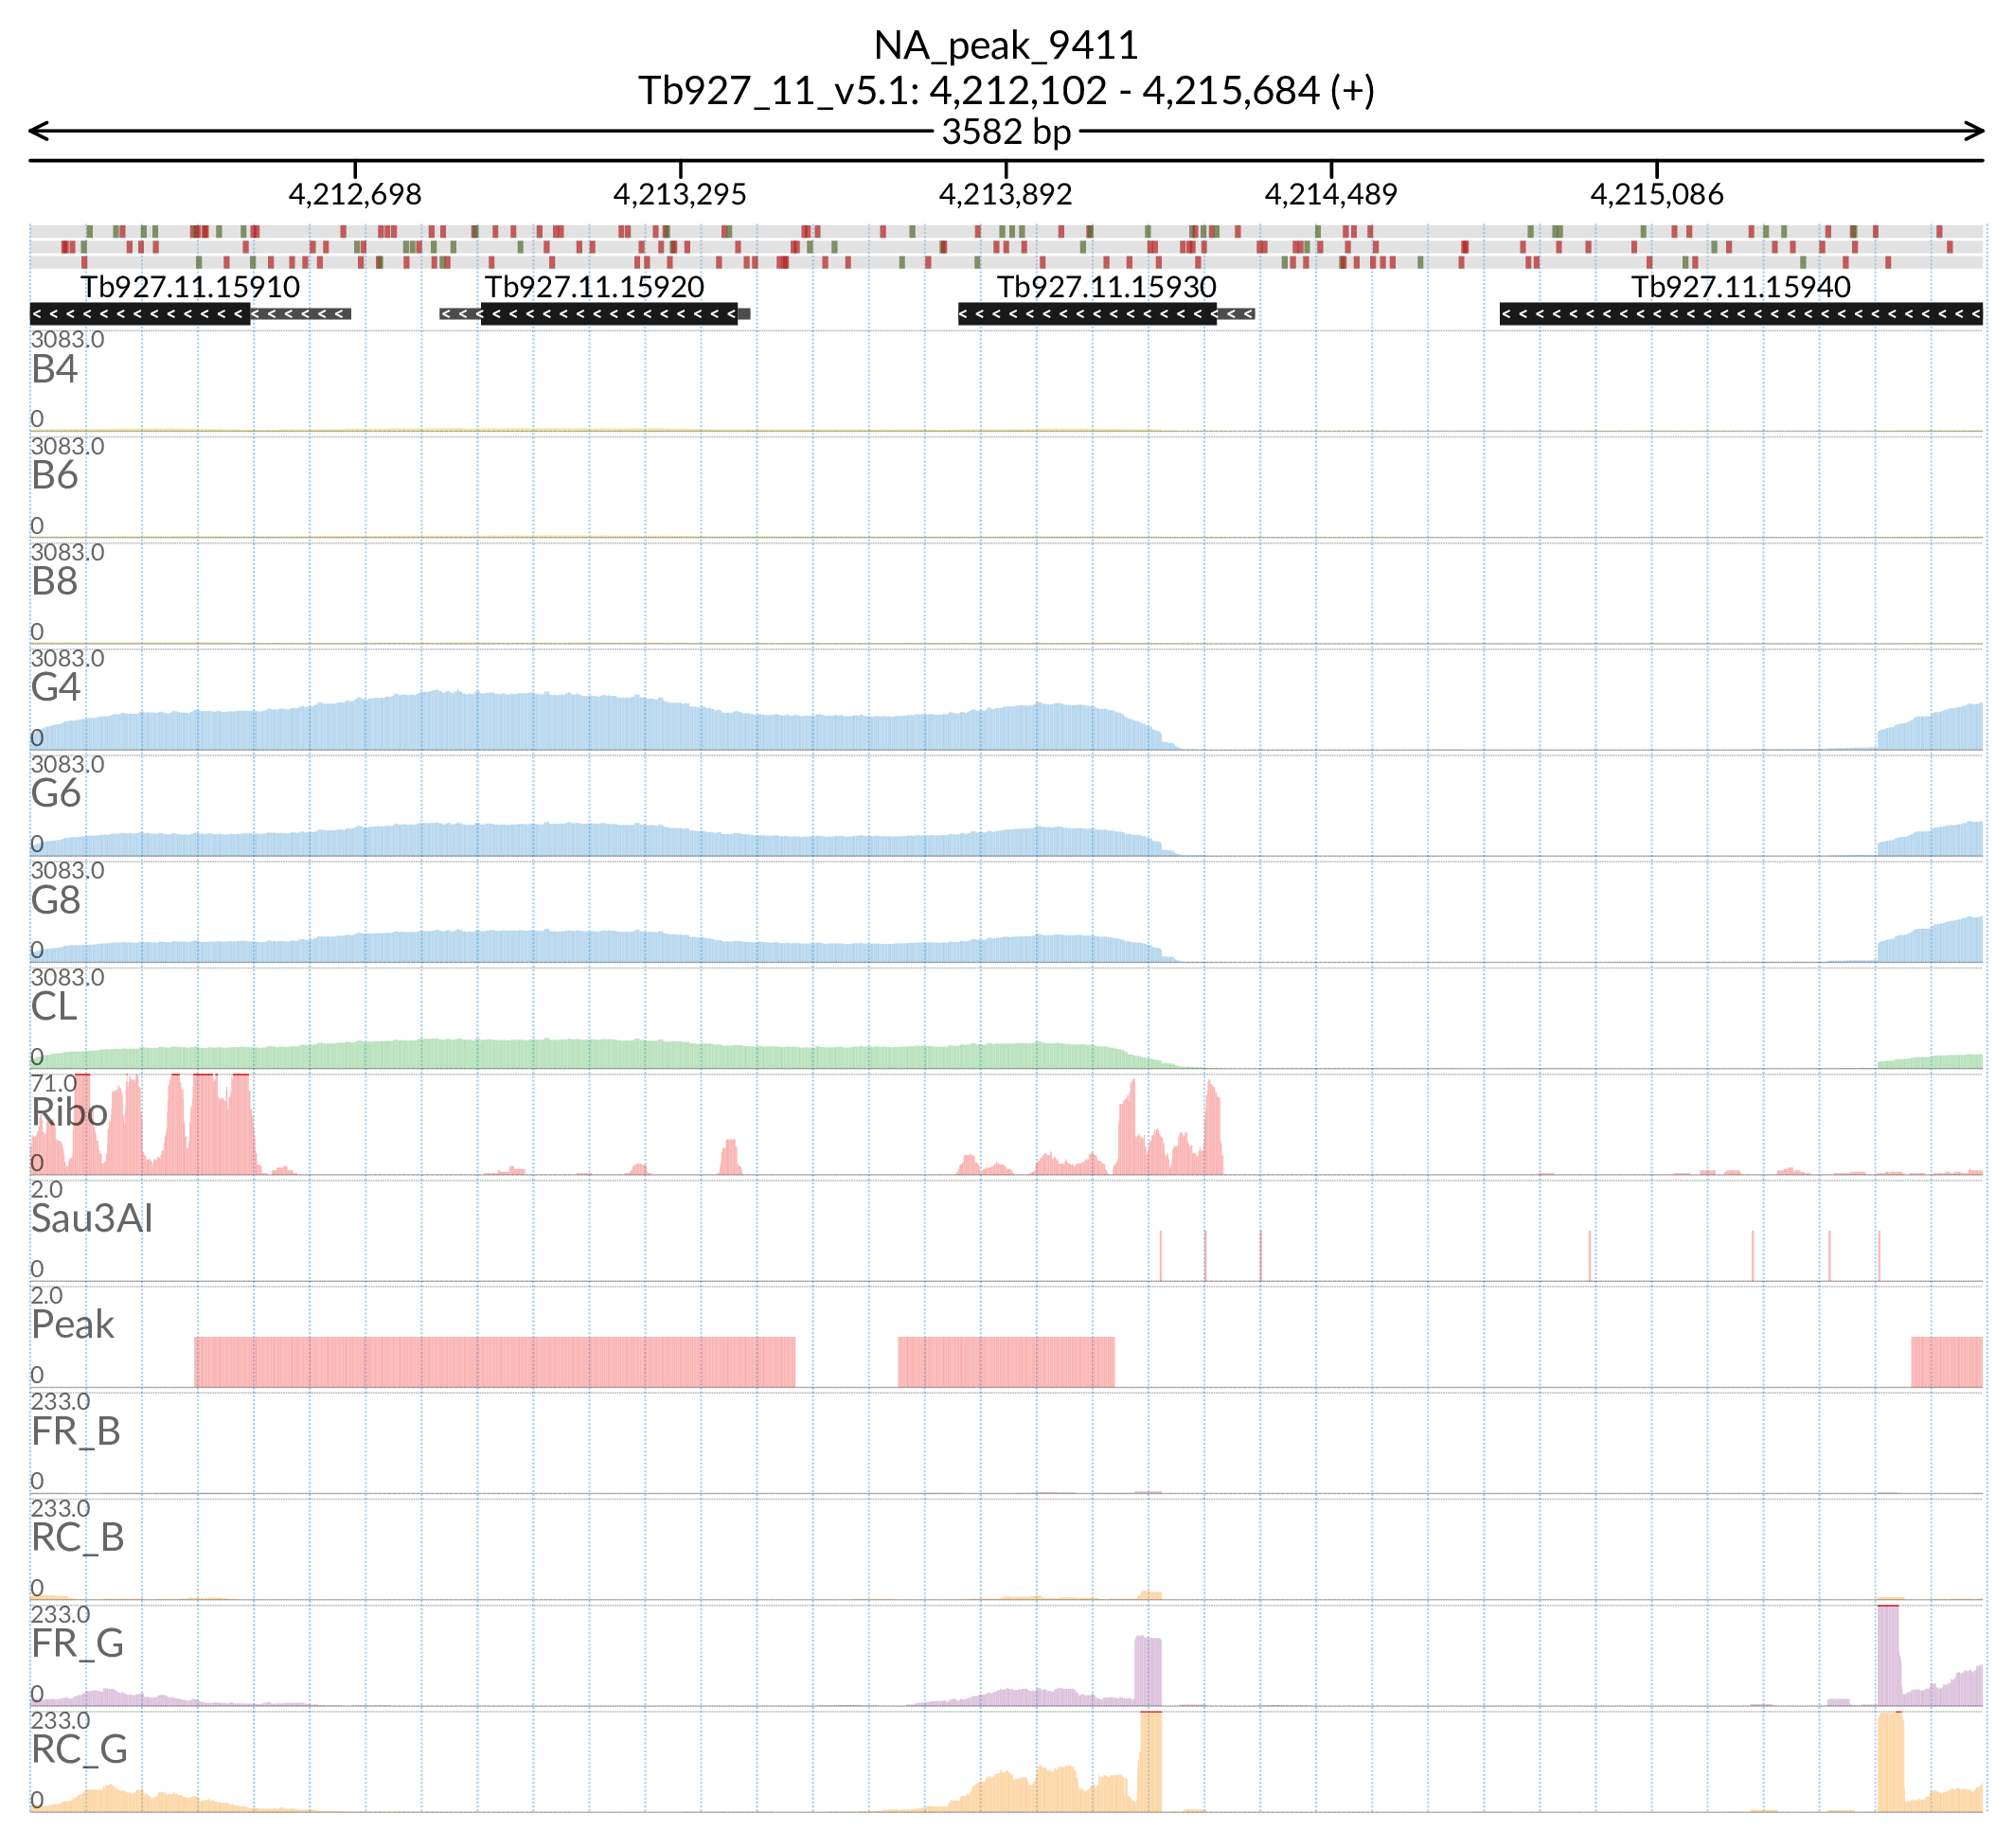 NA_peak_9411
Tb927_11_v5.1: 4,212,102 - 4,215,684 (+)
3582 bp
4,212,698 4,213,295 4,213,892 4,214,489 4,215,086
Tb927.11.15910 Tb927.11.15920 Tb927.11.15930 Tb927.11.15940
3083.0
B4
0
3083.0
B6
0
3083.0
B8
0
3083.0
G4
0
3083.0
G6
0
3083.0
G8
0
3083.0
CL
0
71.0
Ribo
0
2.0
Sau3AI
0
2.0
Peak
0
233.0
FR_B
0
233.0
RC_B
0
233.0
FR_G
0
233.0
RC_G
0